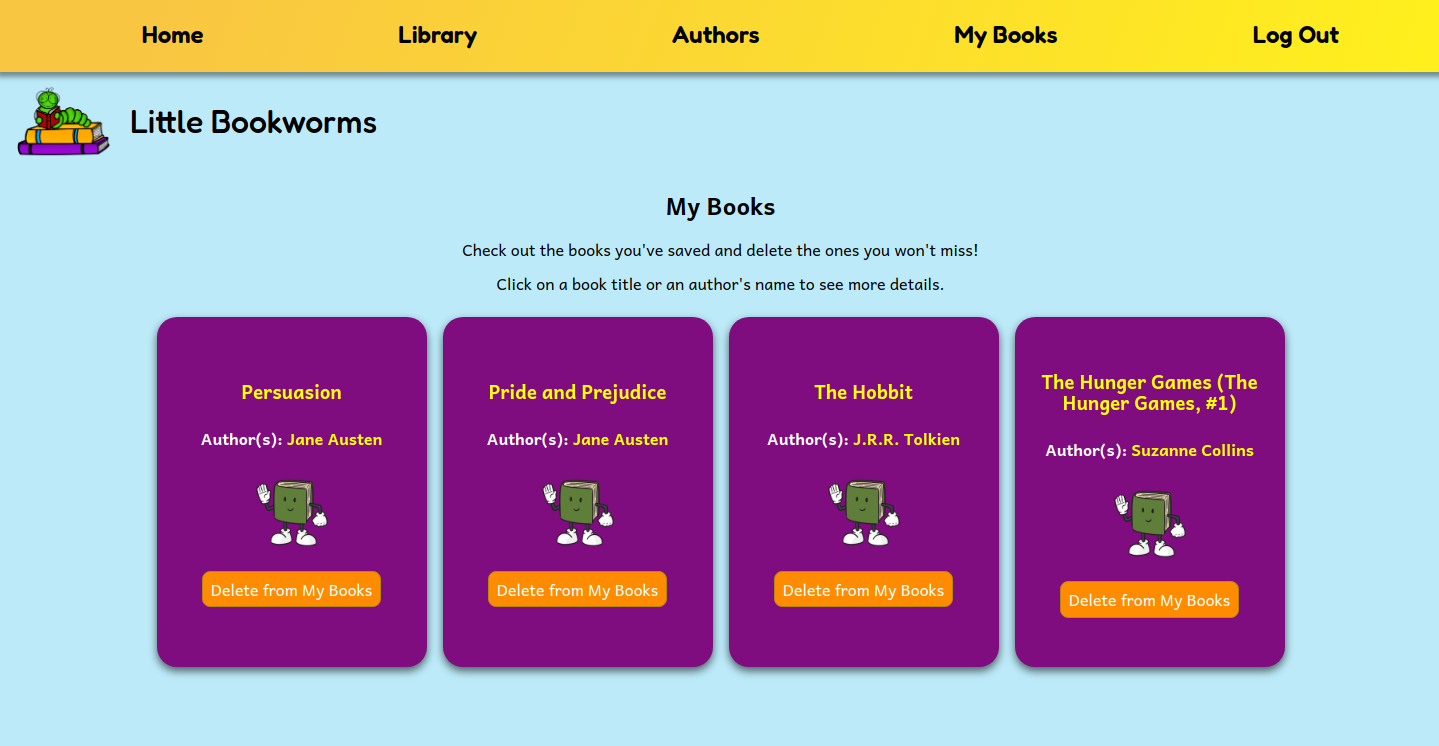 Home
Library
Authors
My Books
Log Out
Little Bookworms
My Books
Check out the books you've saved and delete the ones you won't miss!
Click on a book title or an author's name to see more details.
Persuasion
Author(s): Jane Austen
Delete from My Books
Pride and Prejudice
Author(s): Jane Austen
Delete from My Books
The Hobbit
Author(s): J.R.R. Tolkien
Delete from My Books
The Hunger Games (The
Hunger Games, #1)
Author(s): Suzanne Collins
Delete from My Books